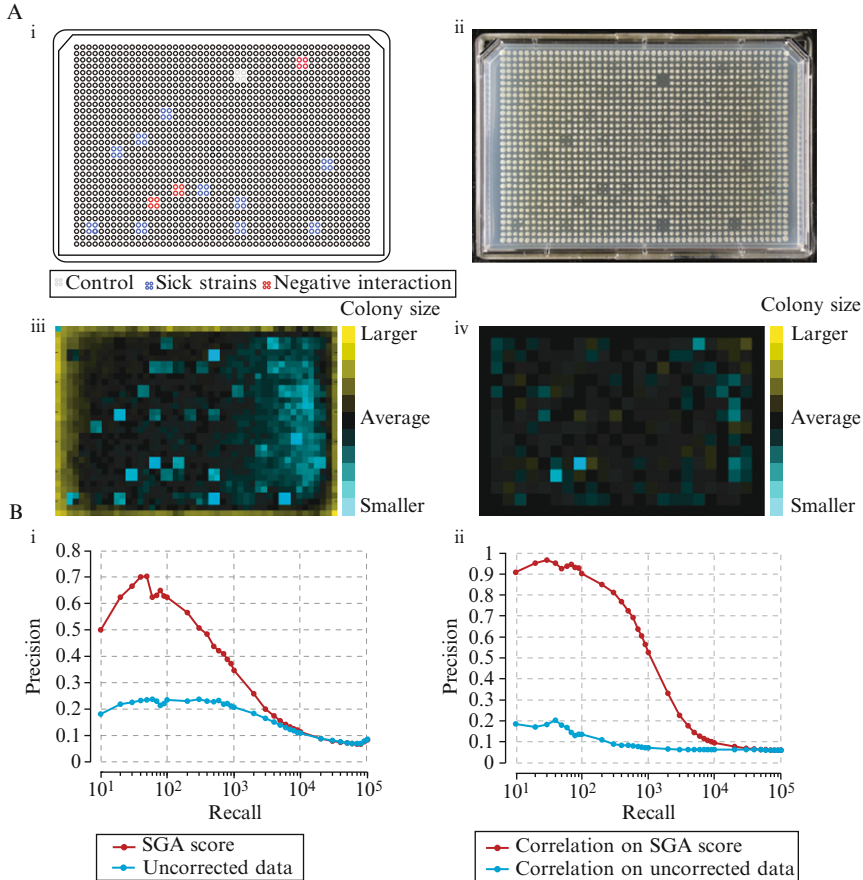 A
i
ii
Control Sick strains Negative interaction
iii
Colony size
Larger
Average
Smaller
iv
Colony size
Larger
Average
Smaller
B
i
0.8
0.7
0.6
0.5
0.4
0.3
0.2
0.1
0
Precision
10¹ 10² 10³ 10⁴ 10⁵
Recall
SGA score
Uncorrected data
ii
1
0.9
0.8
0.7
0.6
0.5
0.4
0.3
0.2
0.1
0
Precision
10¹ 10² 10³ 10⁴ 10⁵
Recall
Correlation on SGA score
Correlation on uncorrected data